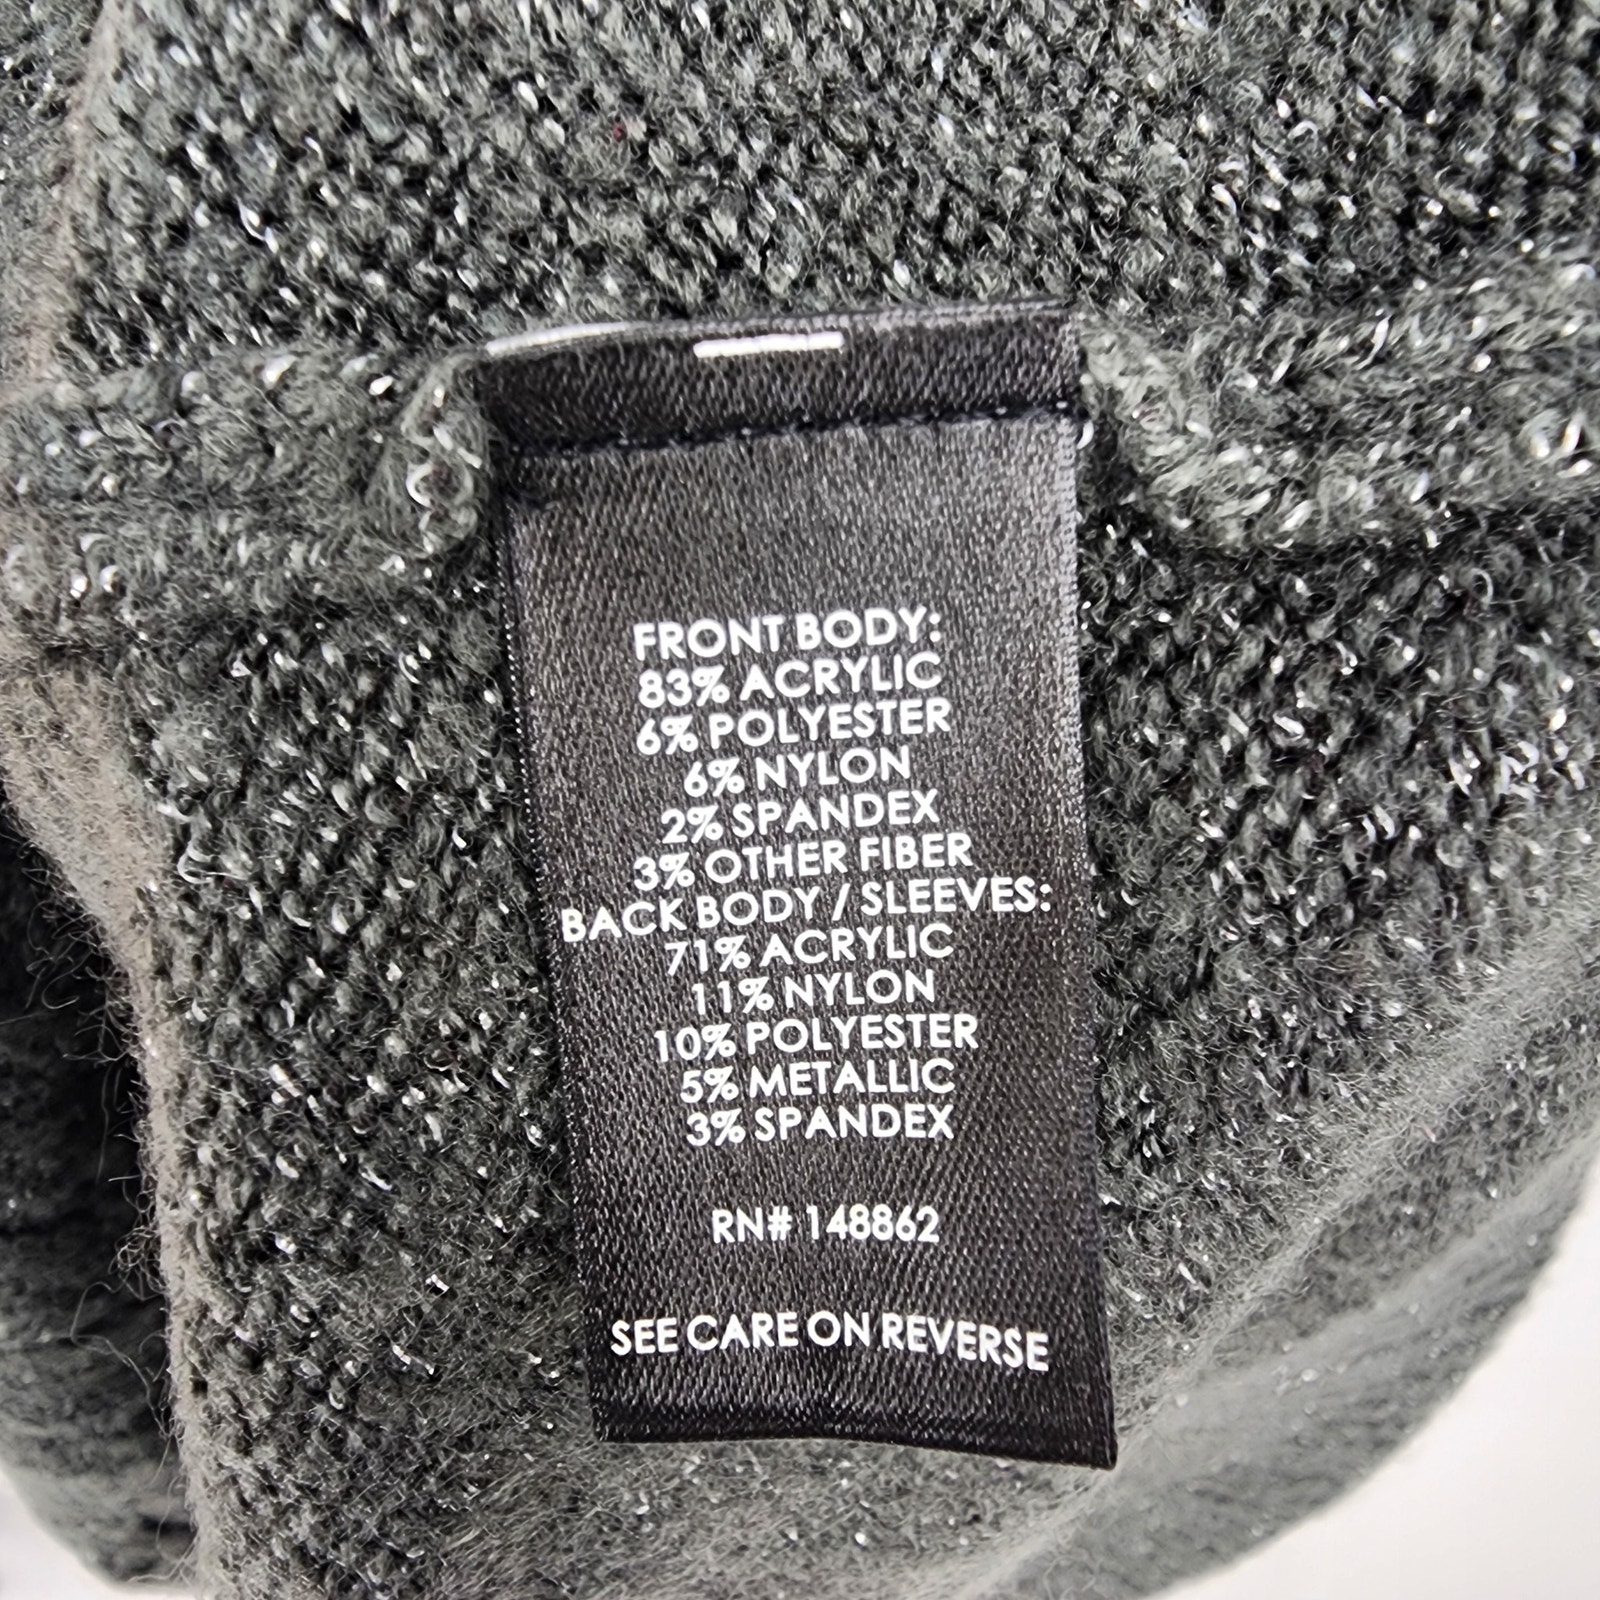 FRONT BODY:
83% ACRYLIC
6% POLYESTER
6% NYLON
2% SPANDEX
3% OTHER FIBER
BACK BODY / SLEEVES:
71% ACRYLIC
11% NYLON
10% POLYESTER
5% METALLIC
3% SPANDEX
RN# 148862
SEE CARE ON REVERSE